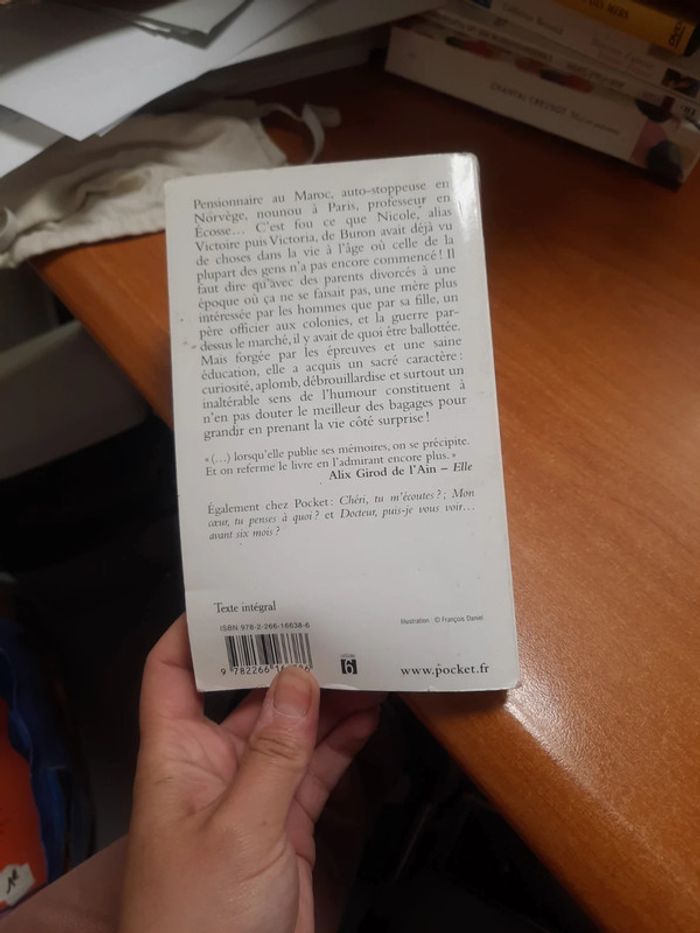 CHANTAL CREUSOT
Pensionnaire au Maroc, auto-stoppeuse en
Norvège, nounou à Paris, professeur en
Écosse... C'est fou ce que Nicole, alias
Victoire puis Victoria, de Buron avait déjà vu
de choses dans la vie à l'âge où celle de la
plupart des gens n'a pas encore commencé ! Il
faut dire qu'avec des parents divorcés à une
époque où ça ne se faisait pas, une mère plus
intéressée par les hommes que par sa fille, un
père officier aux colonies, et la guerre par-
dessus le marché, il y avait de quoi être ballottée.
Mais forgée par les épreuves et une saine
éducation, elle a acquis un sacré caractère :
curiosité, aplomb, débrouillardise et surtout un
inaltérable sens de l'humour constituent à
n'en pas douter le meilleur des bagages pour
grandir en prenant la vie côté surprise !
« (...) lorsqu'elle publie ses mémoires, on se précipite.
Et on referme le livre en l'admirant encore plus. »
Alix Girod de l'Ain – Elle
Également chez Pocket : Chéri, tu m'écoutes ? ; Mon
cœur, tu penses à quoi ? et Docteur, puis-je vous voir...
avant six mois ?
Texte intégral
Illustration : © François Daniel
ISBN 978-2-266-16638-6
9 782266
6
www.pocket.fr